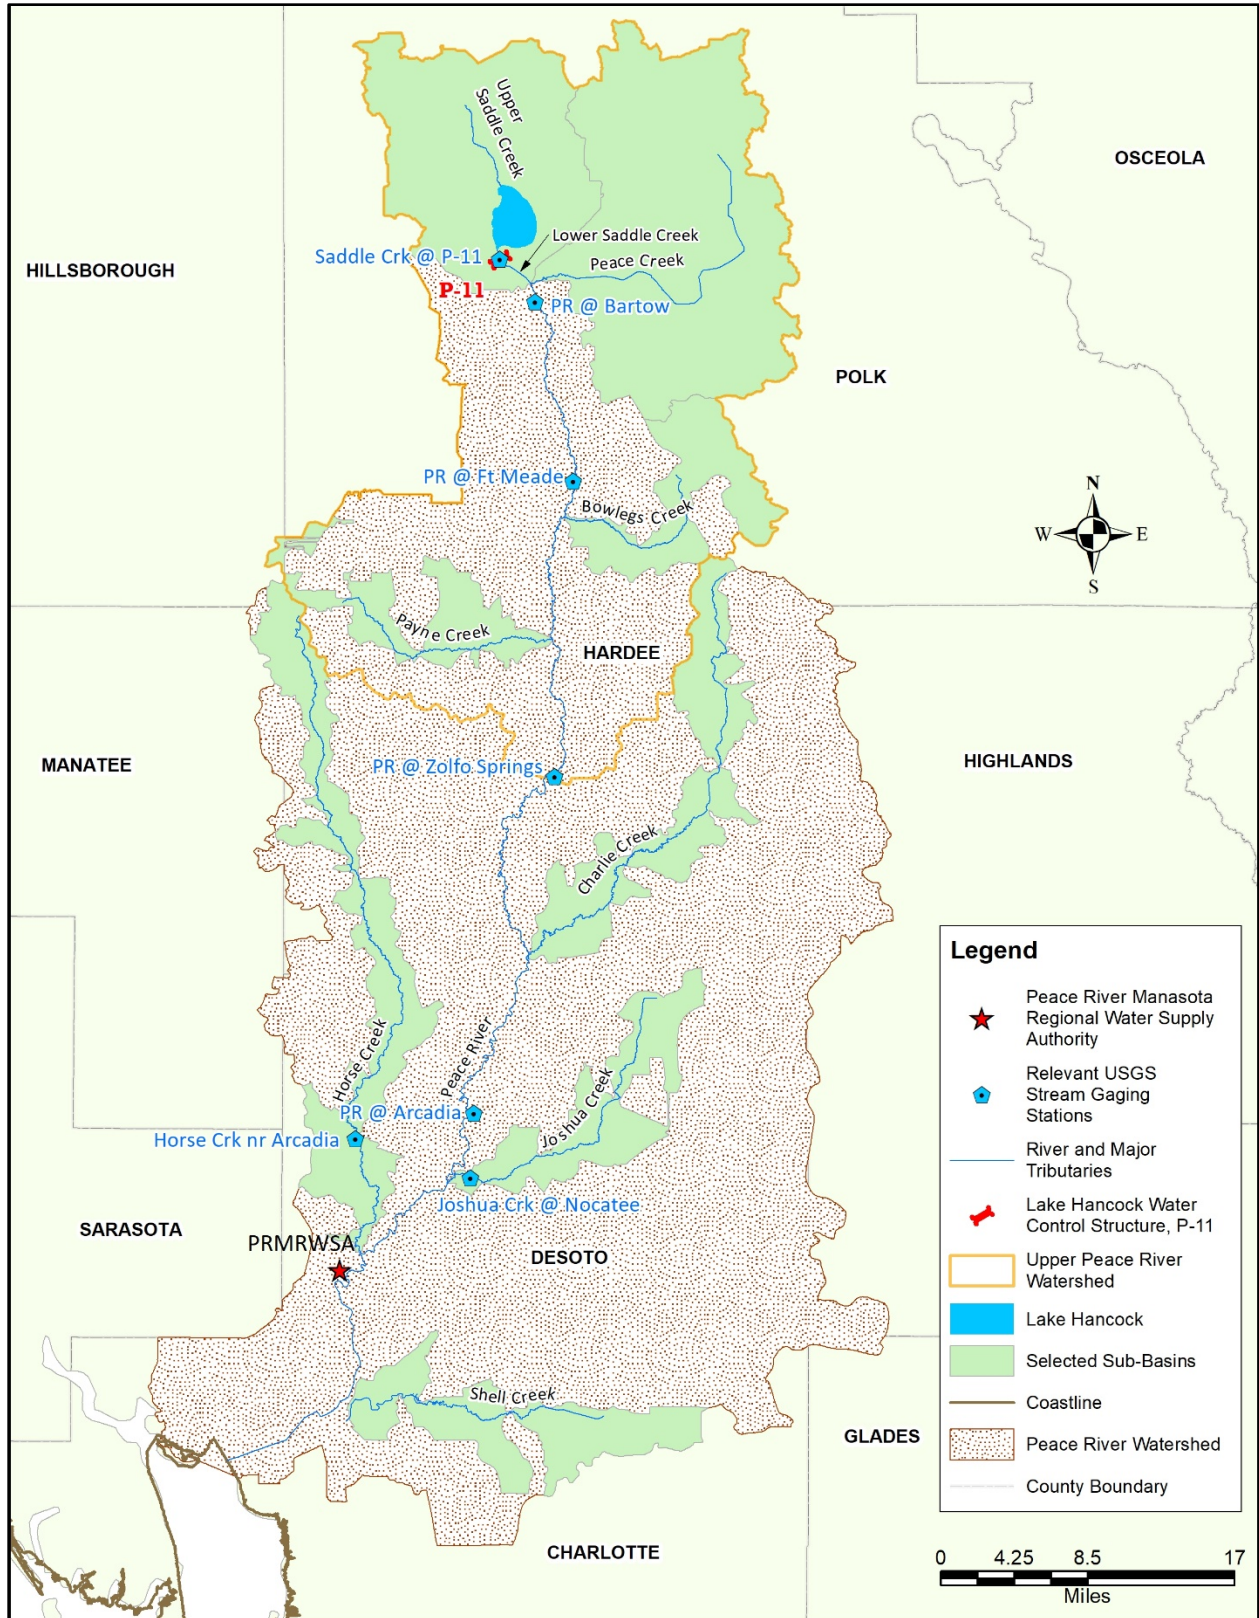 Upper
Saddle Creek
OSCEOLA
Lower Saddle Creek
Saddle Crk @ P-11
Peace Creek
HILLSBOROUGH
P-11
PR @ Bartow
POLK
PR @ Ft Meade
Bowlegs Creek
N
W
E
S
Payne Creek
HARDEE
MANATEE
PR @ Zolfo Springs
HIGHLANDS
Charlie Creek
Horse Creek
Peace River
Joshua Creek
PR @ Arcadia
Horse Crk nr Arcadia
Joshua Crk @ Nocatee
SARASOTA
PRMRWSA
DESOTO
Shell Creek
GLADES
CHARLOTTE
Legend
Peace River Manasota
Regional Water Supply
Authority
Relevant USGS
Stream Gaging
Stations
River and Major
Tributaries
Lake Hancock Water
Control Structure, P-11
Upper Peace River
Watershed
Lake Hancock
Selected Sub-Basins
Coastline
Peace River Watershed
County Boundary
0 4.25 8.5 17
Miles